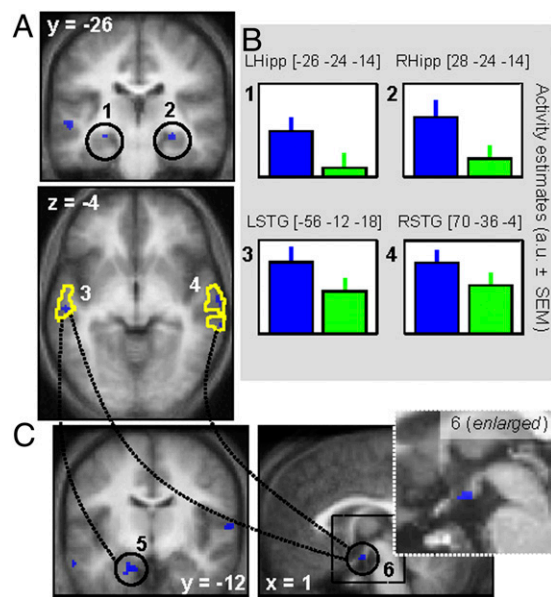 A
y = -26
1
2
z = -4
3
4
B
LHipp [-26 -24 -14]
RHipp [28 -24 -14]
1
2
LSTG [-56 -12 -18]
RSTG [70 -36 -4]
3
4
Activity estimates (a.u. ± SEM)
C
5
y = -12
x = 1
6
6 (enlarged)